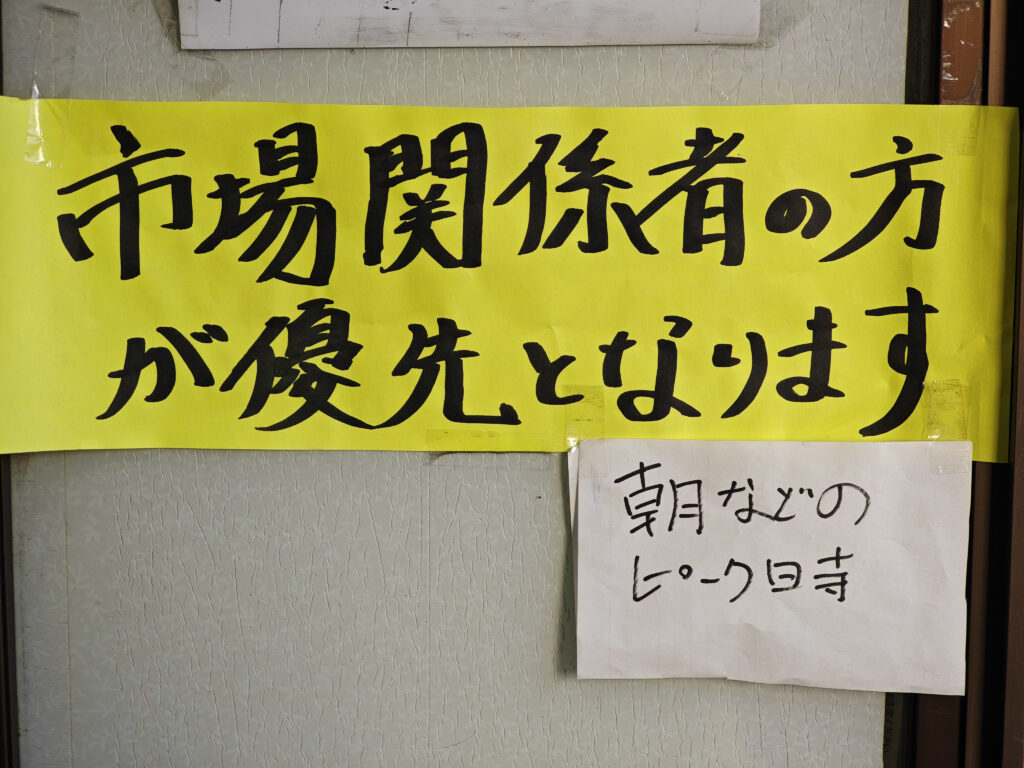 市場関係者の方
が優先となります
朝などの
ピーク時